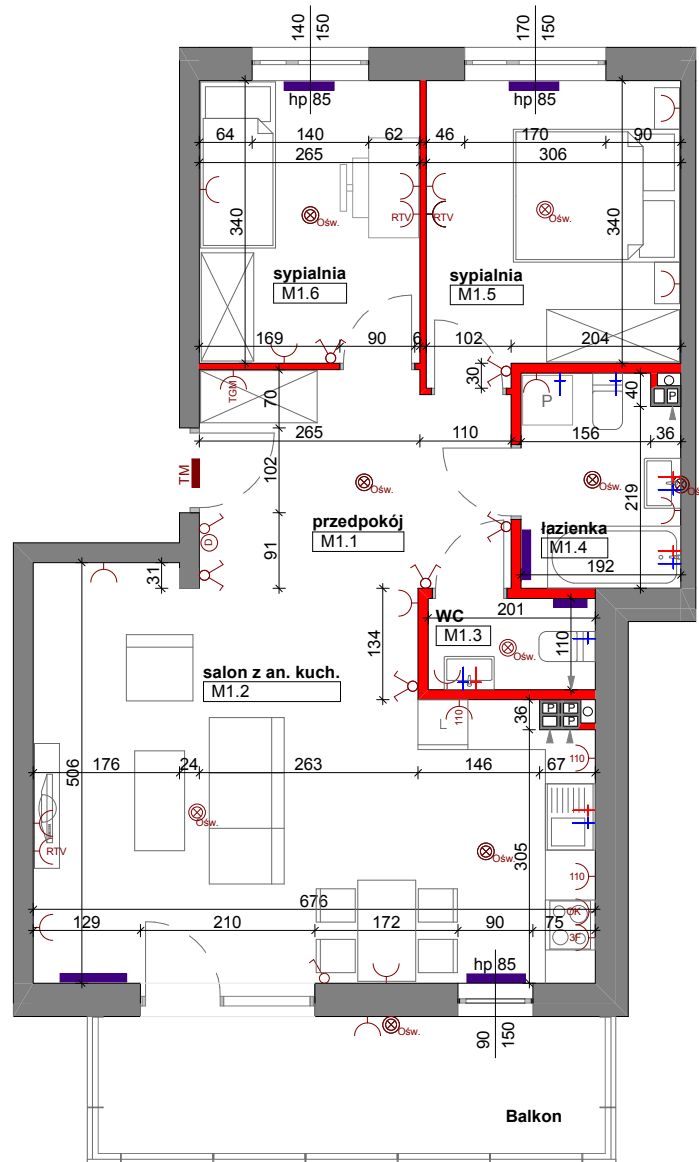 140
150
170
150
hp 85
hp 85
64
140
62
46
170
90
265
306
340
340
Ośw.
Ośw.
RTV
RTV
sypialnia
M1.6
sypialnia
M1.5
169
90
6
102
204
30
TGM
70
P
40
P
265
110
156
36
TM
102
Ośw.
Ośw.
Oś
219
przedpokój
M1.1
łazienka
M1.4
D
91
31
192
WC
M1.3
201
110
134
Ośw.
salon z an. kuch.
M1.2
L
110
36
P
P
P
176
24
263
146
67
110
506
RTV
Ośw.
Ośw.
305
110
676
OK
129
210
172
90
75
3F
hp 85
90
150
Ośw.
Balkon